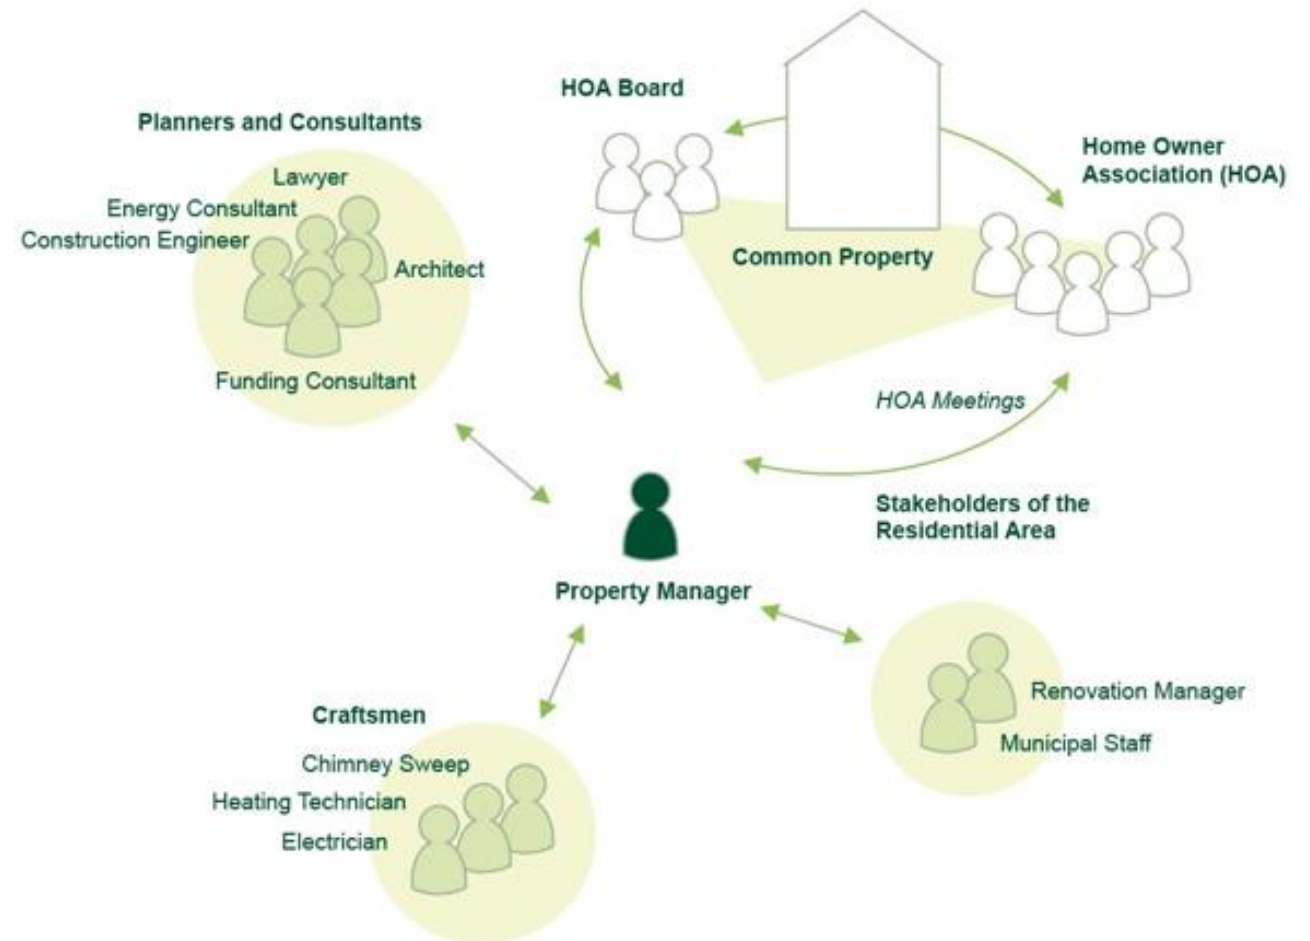 HOA Board
Planners and Consultants
Home Owner
Association (HOA)
Lawyer
Energy Consultant
Construction Engineer
Architect
Common Property
Funding Consultant
HOA Meetings
Stakeholders of the
Residential Area
Property Manager
Renovation Manager
Municipal Staff
Craftsmen
Chimney Sweep
Heating Technician
Electrician